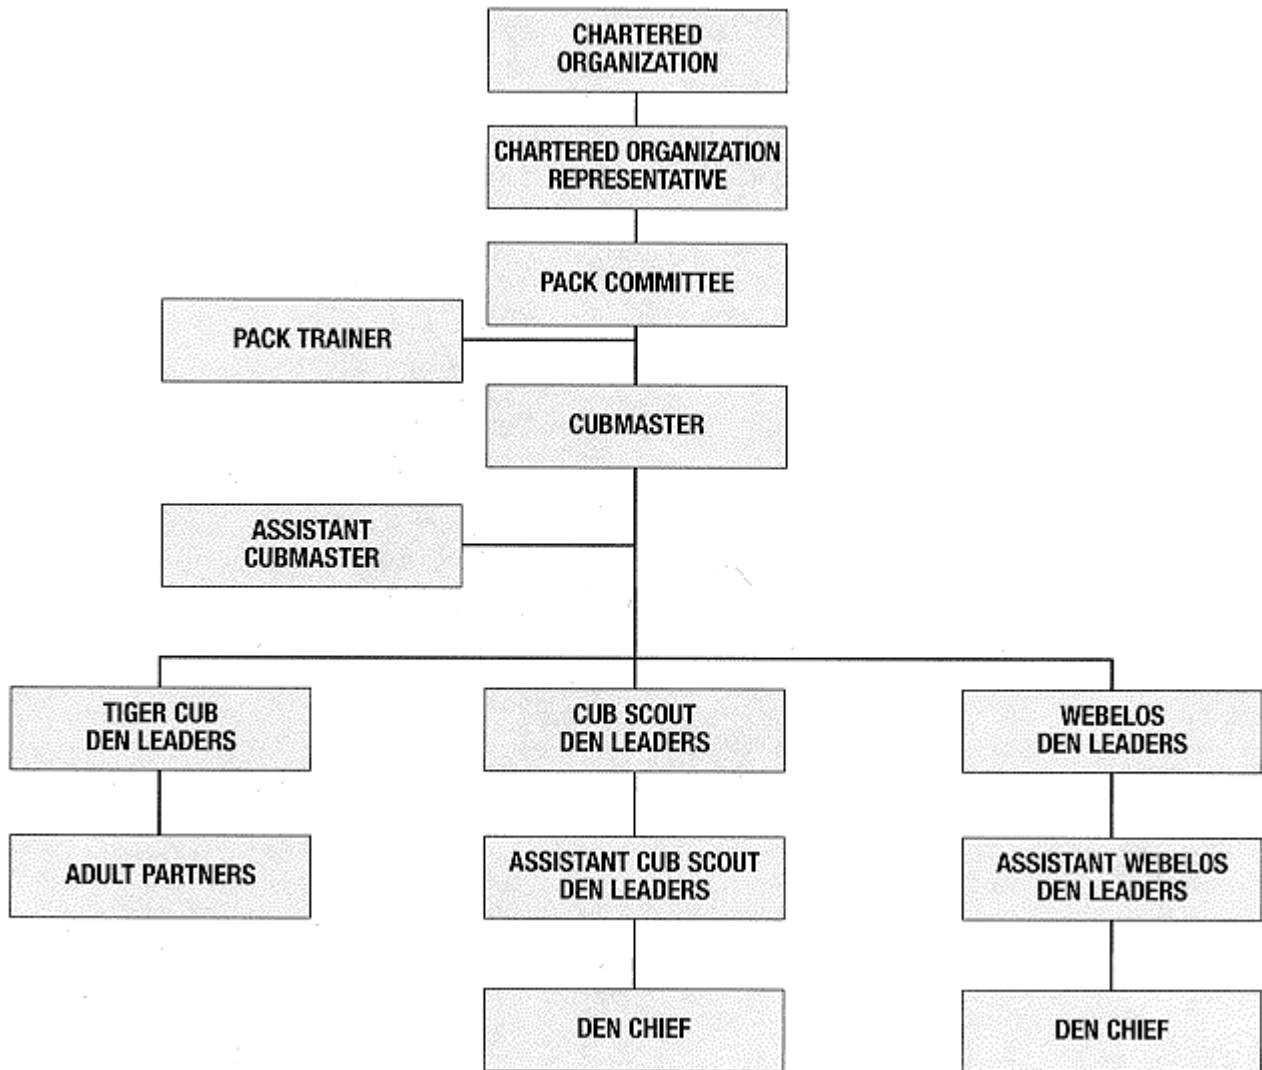 CHARTERED
ORGANIZATION
CHARTERED ORGANIZATION
REPRESENTATIVE
PACK COMMITTEE
PACK TRAINER
CUBMASTER
ASSISTANT
CUBMASTER
TIGER CUB
DEN LEADERS
CUB SCOUT
DEN LEADERS
WEBELOS
DEN LEADERS
ADULT PARTNERS
ASSISTANT CUB SCOUT
DEN LEADERS
ASSISTANT WEBELOS
DEN LEADERS
DEN CHIEF
DEN CHIEF